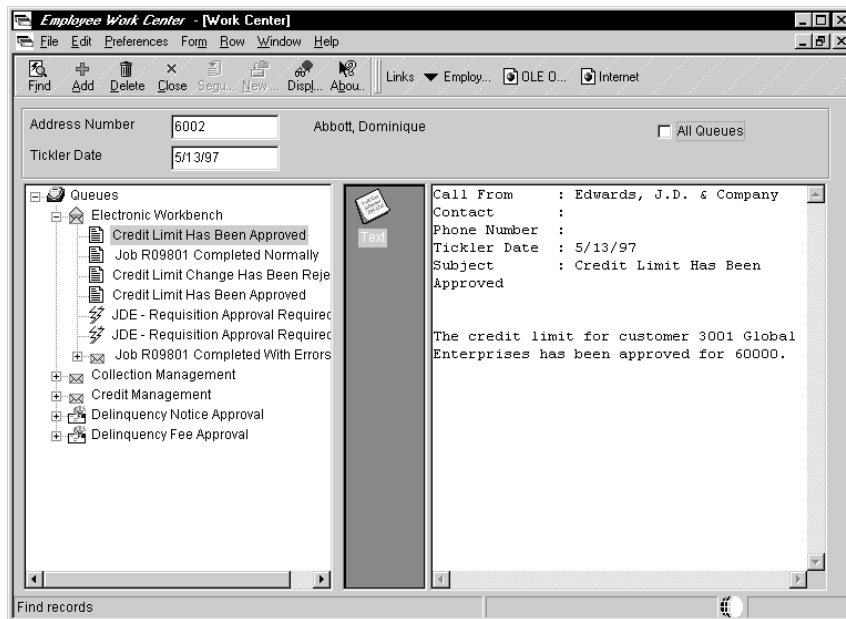 Employee Work Center - [Work Center]
File Edit Preferences Form Row Window Help
Find Add Delete Close Sequ... New ... Displ... Abou.. Links Employ... OLE O... Internet
Address Number 6002 Abbott, Dominique All Queues
Tickler Date 5/13/97
Queues
Electronic Workbench
Credit Limit Has Been Approved
Job R09801 Completed Normally
Credit Limit Change Has Been Reje
Credit Limit Has Been Approved
JDE - Requisition Approval Required
JDE - Requisition Approval Required
Job R09801 Completed With Errors
Collection Management
Credit Management
Delinquency Notice Approval
Delinquency Fee Approval
Text
Call From : Edwards, J.D. & Company
Contact :
Phone Number :
Tickler Date : 5/13/97
Subject : Credit Limit Has Been
Approved
The credit limit for customer 3001 Global
Enterprises has been approved for 60000.
Find records